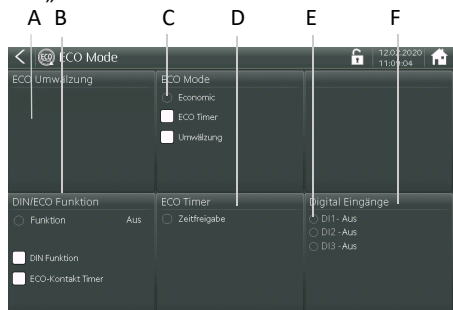 A B C D E F
ECO Mode 12.02.2020
11:09:04
ECO Umwälzung
ECO Mode
Economic
ECO Timer
Umwälzung
DIN/ECO Funktion
Funktion Aus
DIN Funktion
ECO-Kontakt Timer
ECO Timer
Zeitfreigabe
Digital Eingänge
DI1- Aus
DI2 -Aus
DI3 -Aus